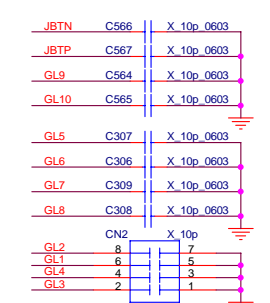 JBTN C566 X_10p_0603
JBTP C567 X_10p_0603
GL9 C564 X_10p_0603
GL10 C565 X_10p_0603
GL5 C307 X_10p_0603
GL6 C306 X_10p_0603
GL7 C309 X_10p_0603
GL8 C308 X_10p_0603
CN2 X_10p
GL2 8 7
GL1 6 5
GL4 4 3
GL3 2 1